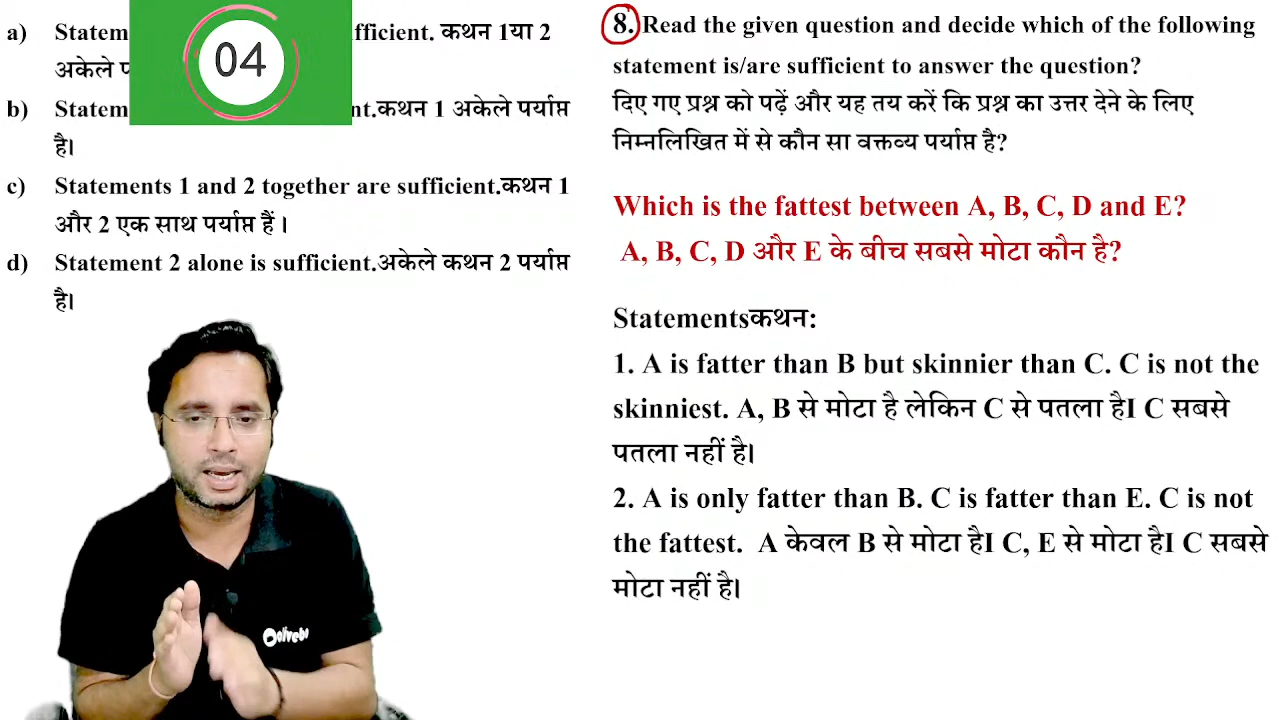 a) Statem fficient. कथन 1या 2
अकेले
04
b) Statem nt.कथन 1 अकेले पर्याप्त
है।
c) Statements 1 and 2 together are sufficient.कथन 1
और 2 एक साथ पर्याप्त हैं ।
d) Statement 2 alone is sufficient.अकेले कथन 2 पर्याप्त
है।
8. Read the given question and decide which of the following
statement is/are sufficient to answer the question?
दिए गए प्रश्न को पढ़ें और यह तय करें कि प्रश्न का उत्तर देने के लिए
निम्नलिखित में से कौन सा वक्तव्य पर्याप्त है?
Which is the fattest between A, B, C, D and E?
A, B, C, D और E के बीच सबसे मोटा कौन है?
Statementsकथन:
1. A is fatter than B but skinnier than C. C is not the
skinniest. A, B से मोटा है लेकिन C से पतला हैI C सबसे
पतला नहीं है।
2. A is only fatter than B. C is fatter than E. C is not
the fattest. A केवल B से मोटा हैI C, E से मोटा हैI C सबसे
मोटा नहीं है।